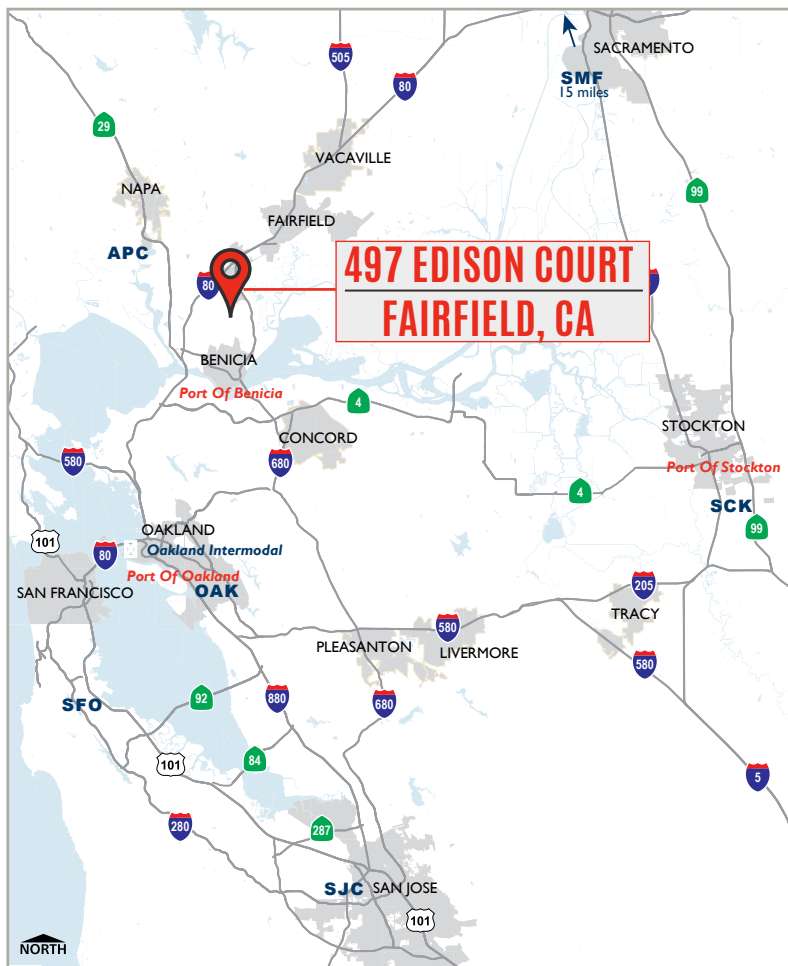 SACRAMENTO
505
SMF
15 miles
80
29
VACAVILLE
NAPA
99
FAIRFIELD
APC
497 EDISON COURT
FAIRFIELD, CA
80
BENICIA
Port Of Benicia
4
STOCKTON
CONCORD
580
680
Port Of Stockton
4
SCK
OAKLAND
99
101
80
Oakland Intermodal
Port Of Oakland
205
SAN FRANCISCO
OAK
TRACY
580
PLEASANTON
LIVERMORE
580
92
880
680
SFO
84
101
5
280
287
SJC
SAN JOSE
101
NORTH